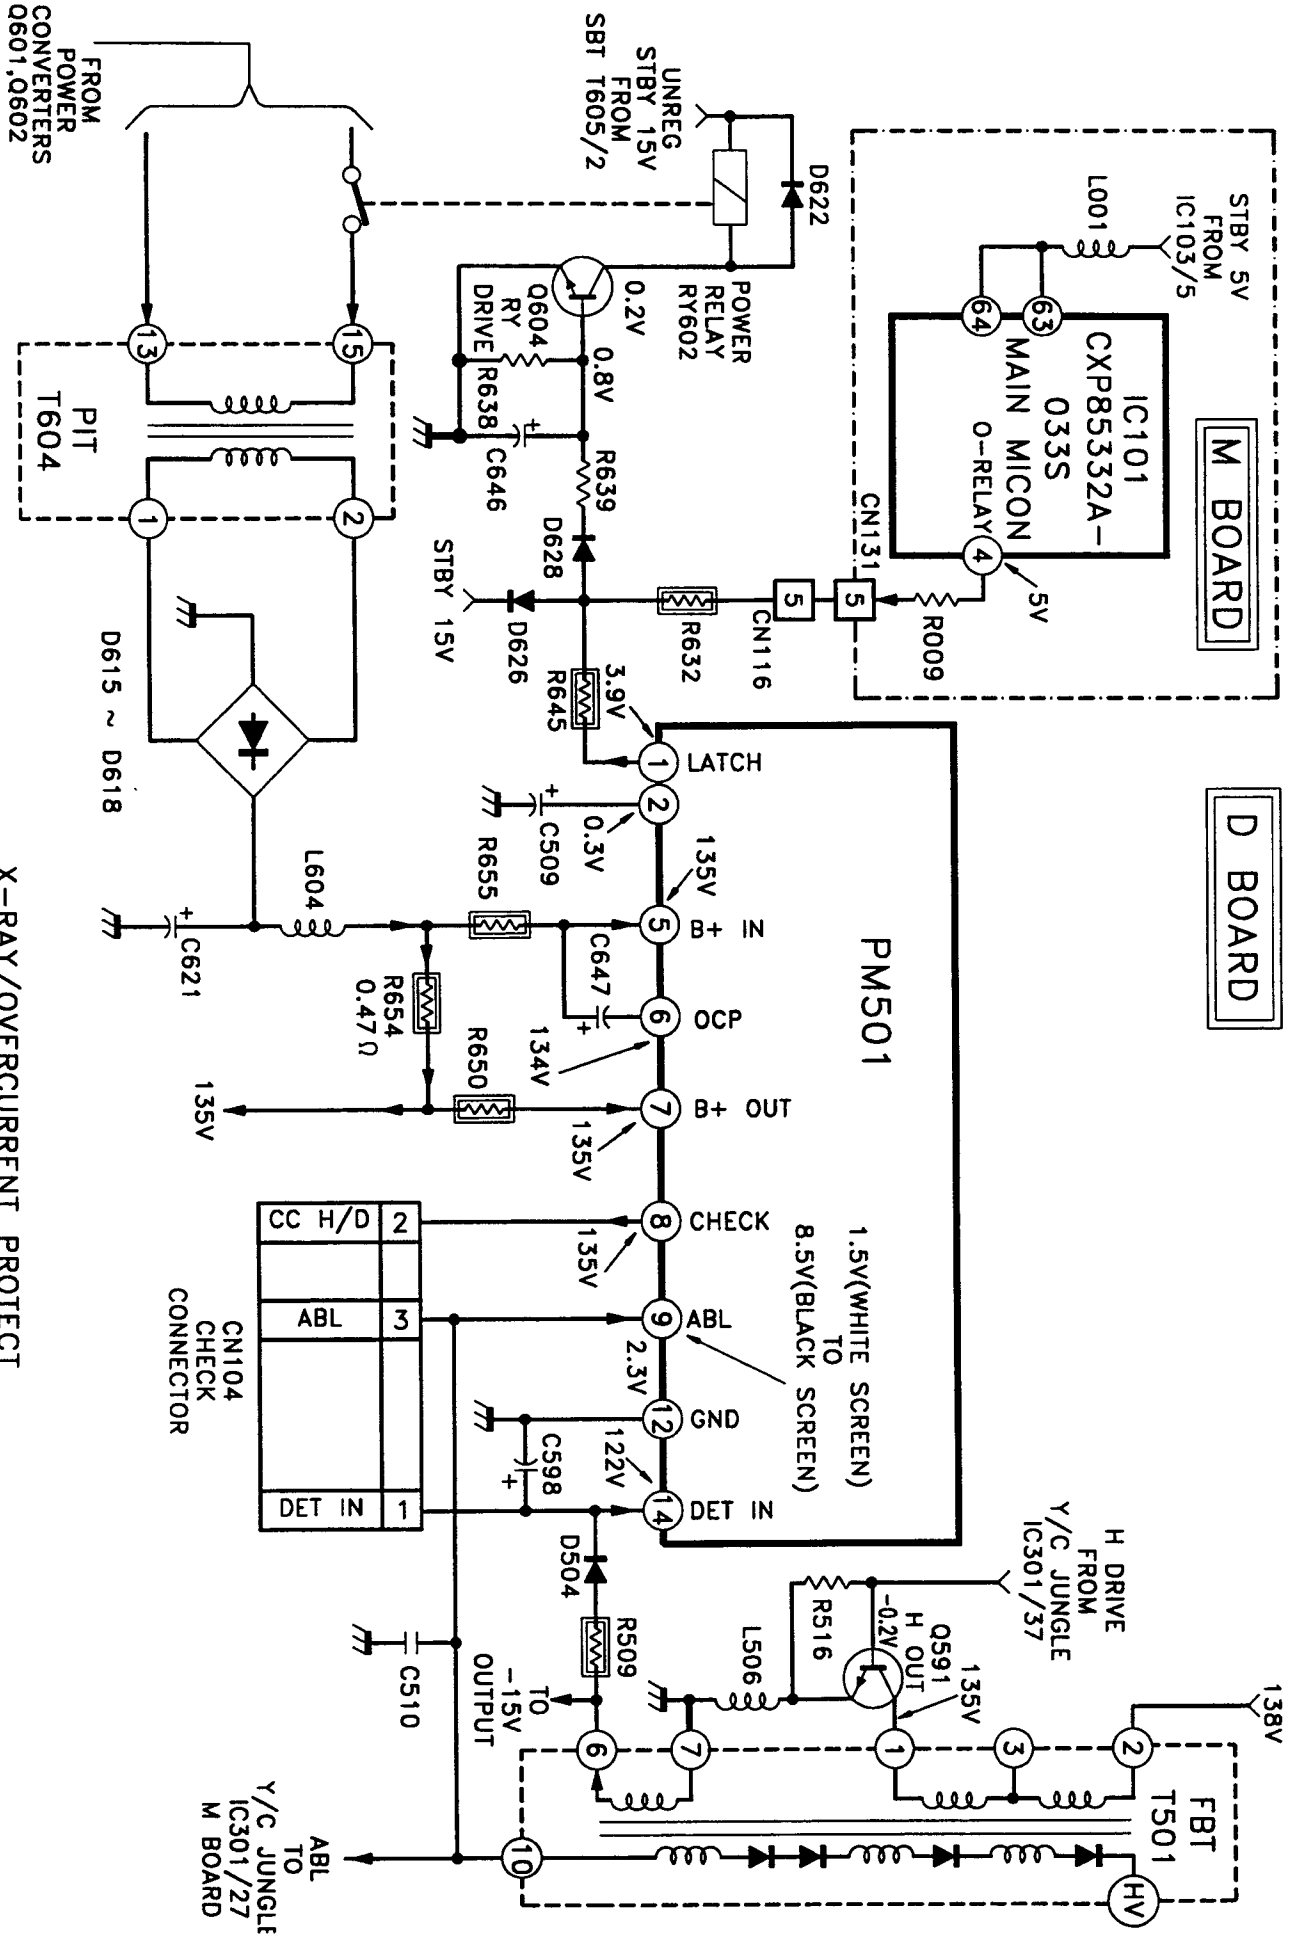 M BOARD
D BOARD
STBY 5V
FROM
IC103/5
L001
63
64
IC101
CXP85332A-
033S
MAIN MICON
O-RELAY
4
5V
R009
CN131
5
5
CN116
R632
UNREG
STBY 15V
FROM
SBT T605/2
D622
POWER
RELAY
RY602
0.2V
Q604
RY
DRIVE
0.8V
R638
C646
R639
D628
D626
STBY 15V
R645
3.9V
FROM
POWER
CONVERTERS
Q601,Q602
13
15
PIT
T604
1
2
D615 ~ D618
L604
C621
+
R655
R654
0.47Ω
R650
135V
PM501
1
LATCH
2
0.3V
C509
+
135V
5
B+ IN
C647
+
6
OCP
134V
7
B+ OUT
135V
8
CHECK
135V
1.5V(WHITE SCREEN)
TO
8.5V(BLACK SCREEN)
9
ABL
2.3V
12
GND
C598
+
122V
14
DET IN
CC H/D 2
ABL 3
DET IN 1
CN104
CHECK
CONNECTOR
D504
R509
TO
-15V
OUTPUT
C510
H DRIVE
FROM
Y/C JUNGLE
IC301/37
R516
-0.2V
Q591
H OUT
135V
L506
138V
6
7
1
3
2
FBT
T501
10
HV
ABL
TO
Y/C JUNGLE
IC301/27
M BOARD
X-RAY/OVERCURRENT PROTECT